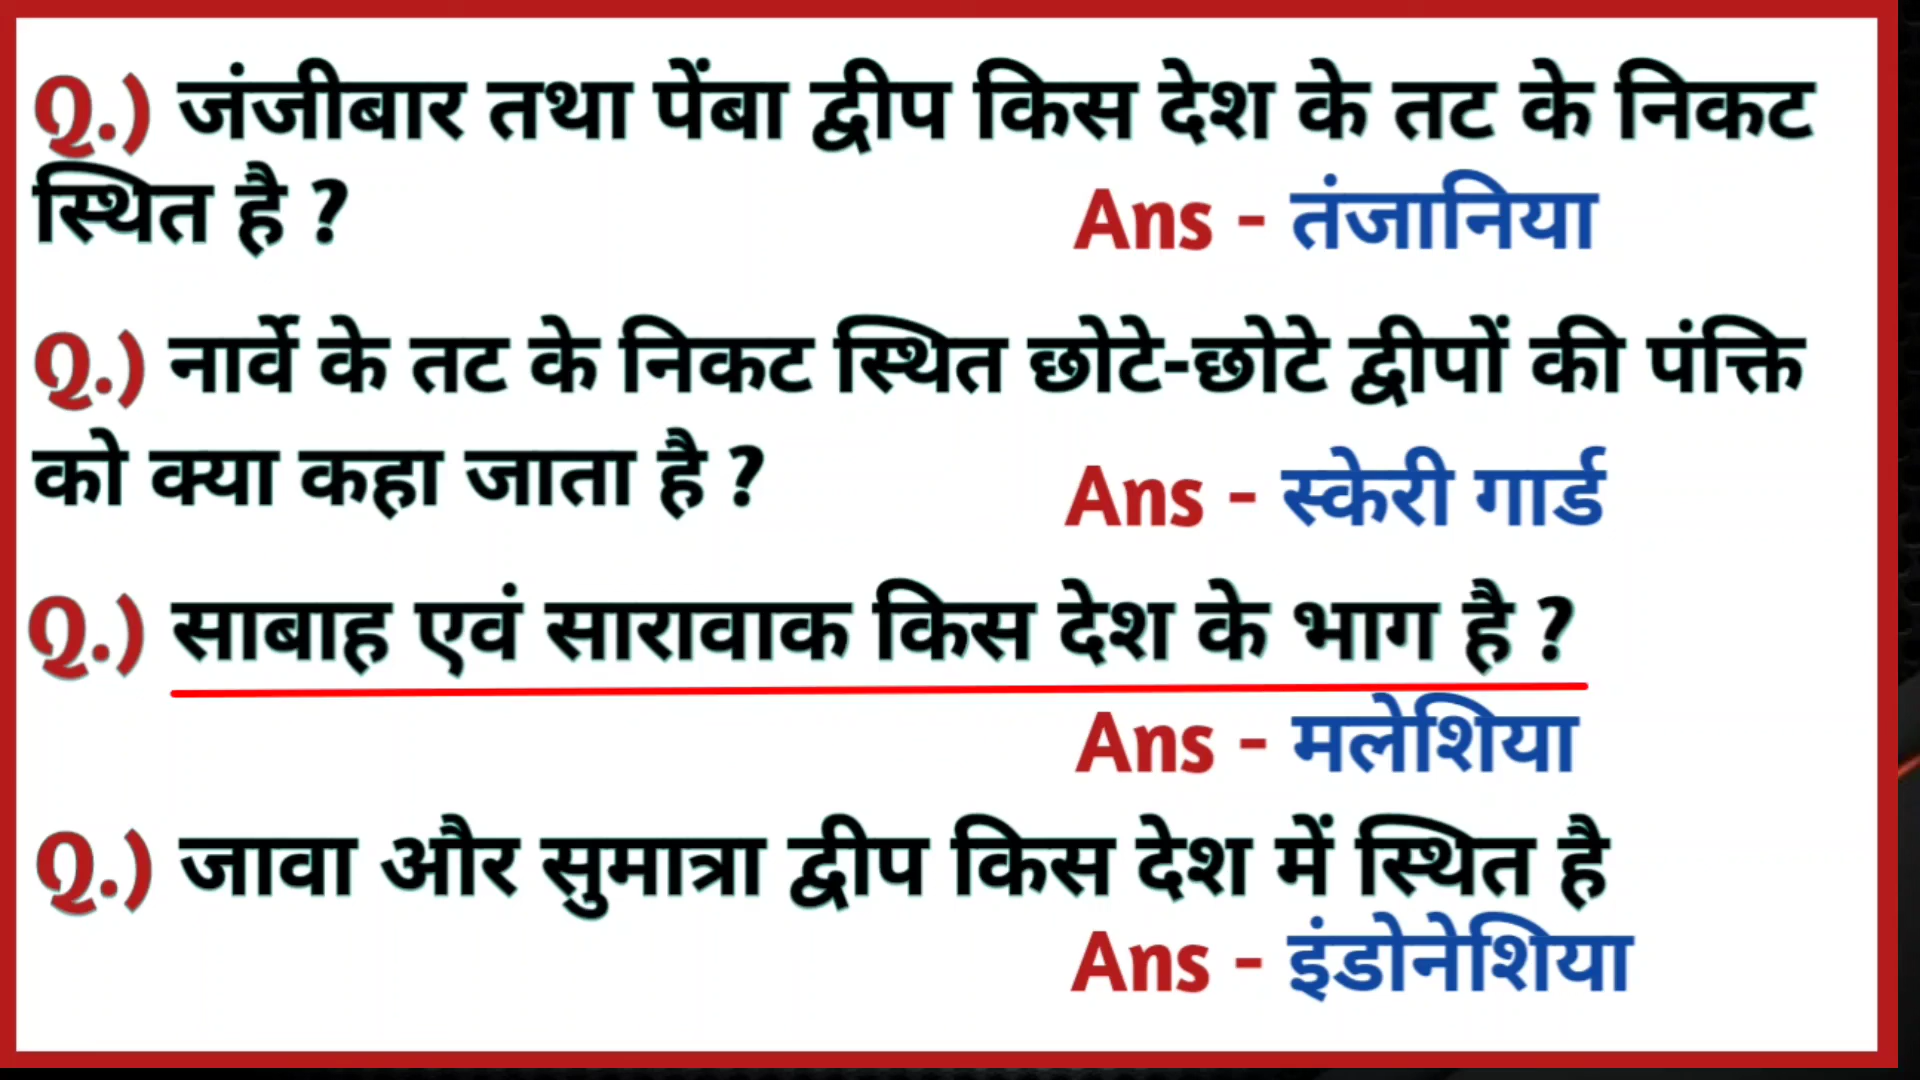 Q.) जंजीबार तथा पेंबा द्वीप किस देश के तट के निकट
स्थित है ? Ans - तंजानिया
Q.) नार्वे के तट के निकट स्थित छोटे-छोटे द्वीपों की पंक्ति
को क्या कहा जाता है ? Ans - स्केरी गार्ड
Q.) साबाह एवं सारावाक किस देश के भाग है ?
Ans - मलेशिया
Q.) जावा और सुमात्रा द्वीप किस देश में स्थित है
Ans - इंडोनेशिया